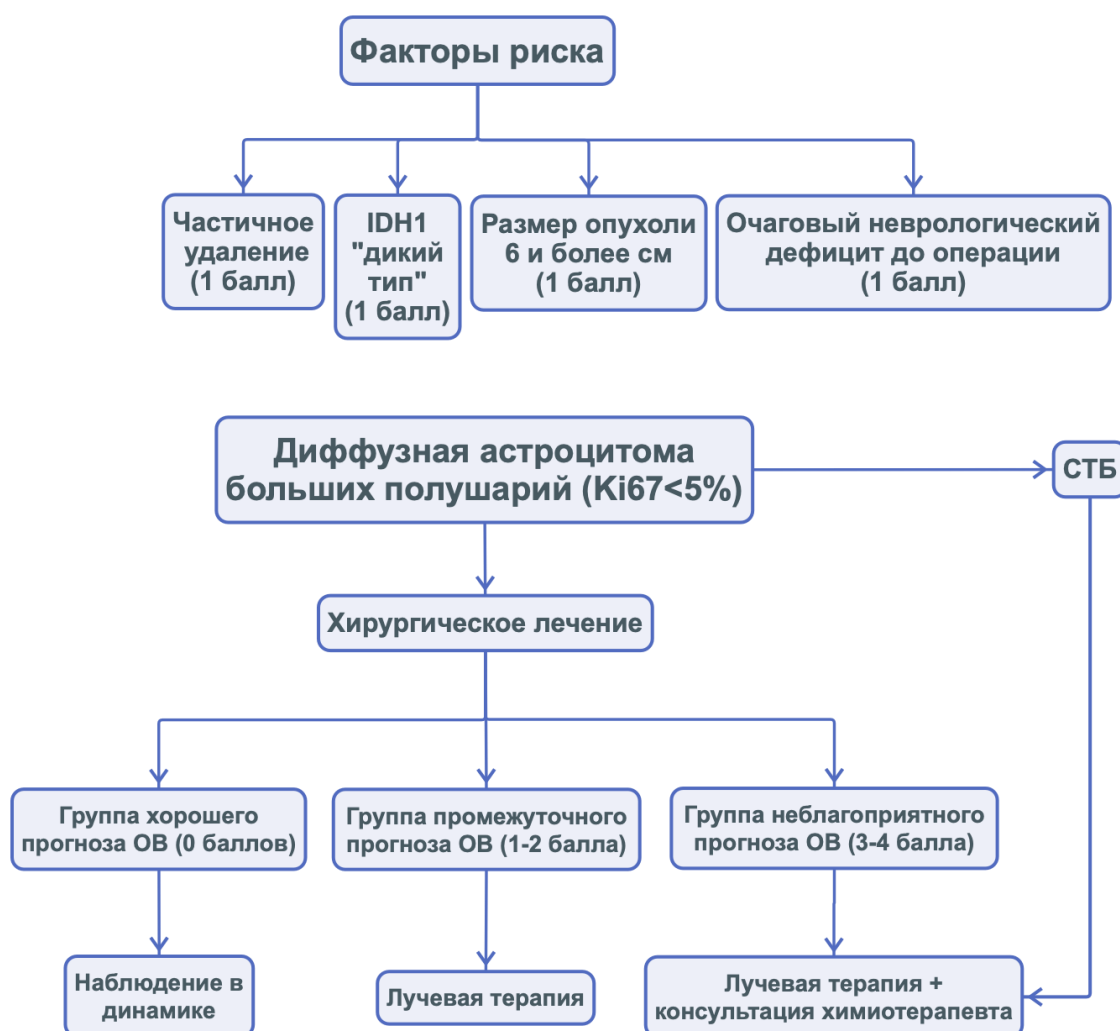 Факторы риска
Частичное
удаление
(1 балл)
IDH1
"дикий
тип"
(1 балл)
Размер опухоли
6 и более см
(1 балл)
Очаговый неврологический
дефицит до операции
(1 балл)
Диффузная астроцитома
больших полушарий (Ki67<5%)
СТБ
Хирургическое лечение
Группа хорошего
прогноза ОВ (0 баллов)
Группа промежуточного
прогноза ОВ (1-2 балла)
Группа неблагоприятного
прогноза ОВ (3-4 балла)
Наблюдение в
динамике
Лучевая терапия
Лучевая терапия +
консультация химиотерапевта